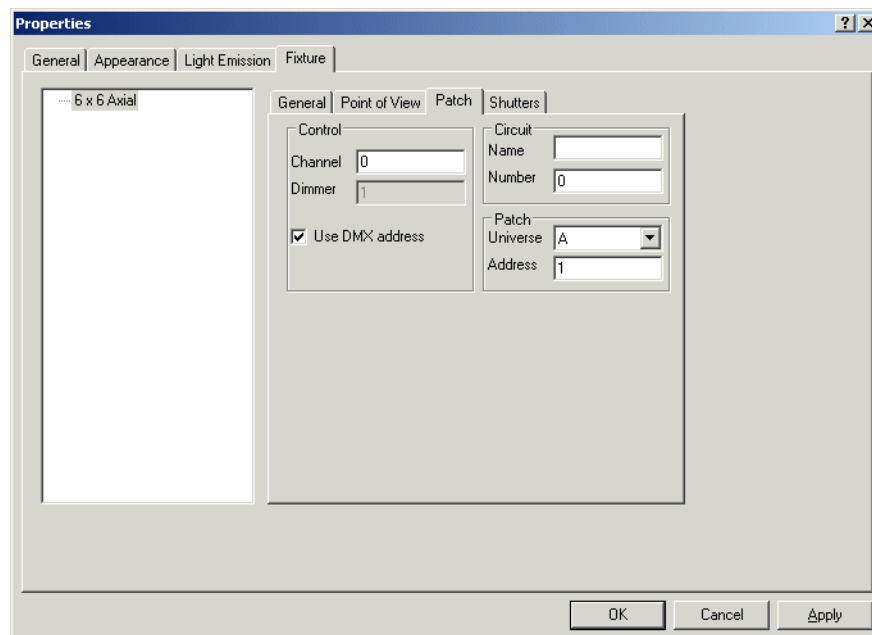 Properties
General Appearance Light Emission Fixture
6 x 6 Axial
General Point of View Patch Shutters
Control
Channel 0
Dimmer 1
Use DMX address
Circuit
Name
Number 0
Patch
Universe A
Address 1
OK Cancel Apply